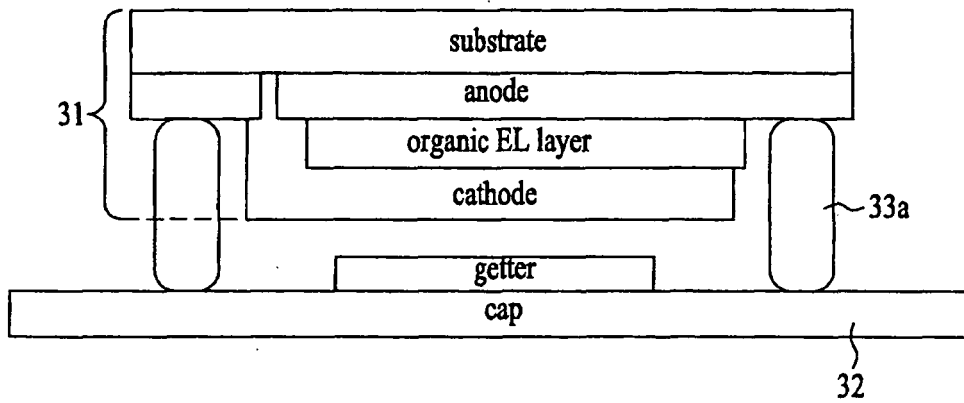 substrate
anode
31
organic EL layer
cathode
33a
getter
cap
32